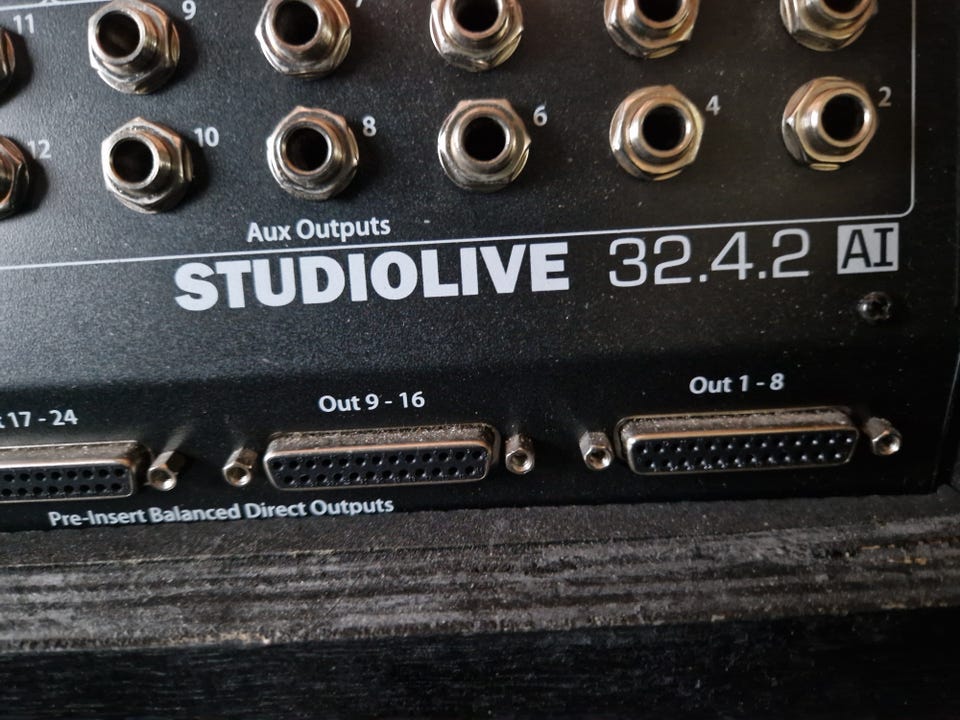 11 9 7
12 10 8 6 4 2
Aux Outputs
STUDIOLIVE 32.4.2 AI
17 - 24 Out 9 - 16 Out 1 - 8
Pre-Insert Balanced Direct Outputs